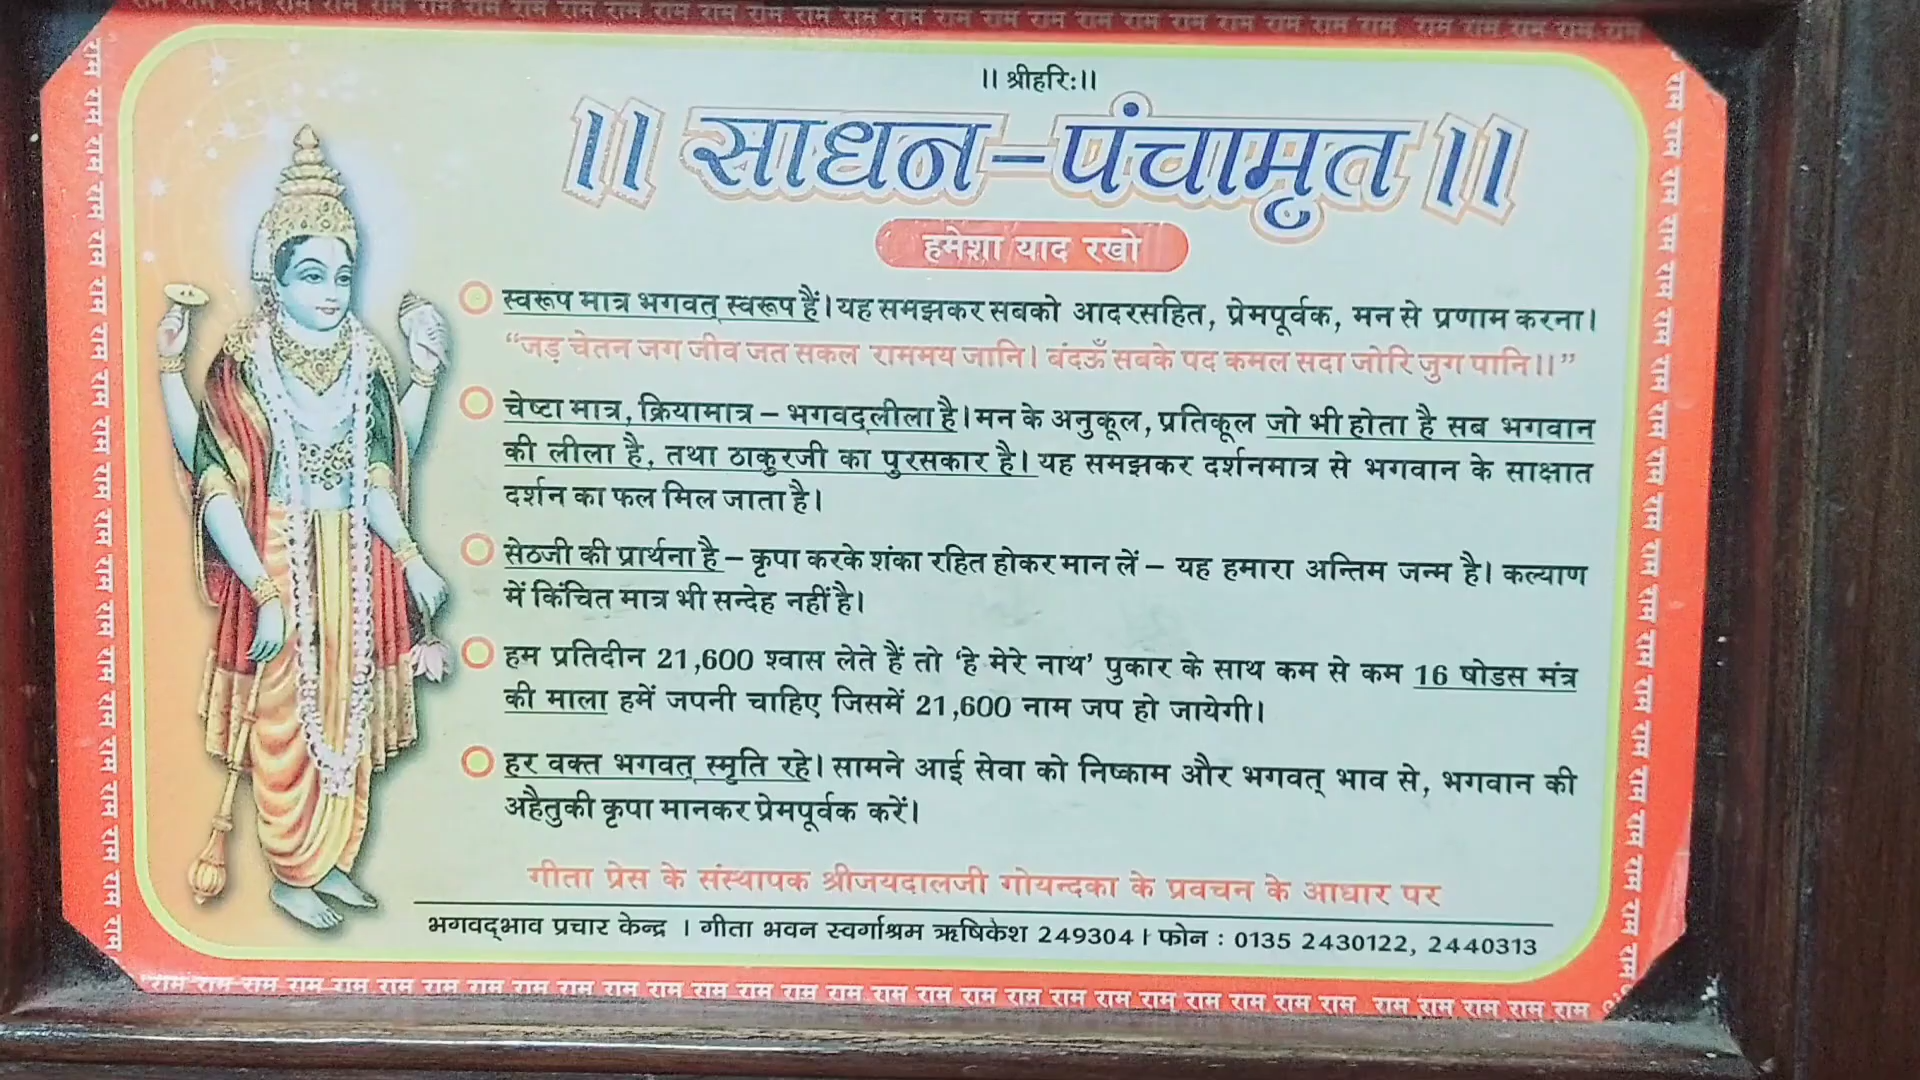 ।। श्रीहरिः।।
।। साधन–पंचामृत ।।
हमेशा याद रखो
स्वरूप मात्र भगवत् स्वरूप हैं। यह समझकर सबको आदरसहित, प्रेमपूर्वक, मन से प्रणाम करना।
“जड़ चेतन जग जीव जत सकल राममय जानि। बंदऊँ सबके पद कमल सदा जोरि जुग पानि।।”
चेष्टा मात्र, क्रियामात्र – भगवद्लीला है। मन के अनुकूल, प्रतिकूल जो भी होता है सब भगवान
की लीला है, तथा ठाकुरजी का पुरसकार है। यह समझकर दर्शनमात्र से भगवान के साक्षात
दर्शन का फल मिल जाता है।
सेठजी की प्रार्थना है – कृपा करके शंका रहित होकर मान लें – यह हमारा अन्तिम जन्म है। कल्याण
में किंचित मात्र भी सन्देह नहीं है।
हम प्रतिदीन 21,600 श्वास लेते हैं तो ‘हे मेरे नाथ’ पुकार के साथ कम से कम 16 षोडस मंत्र
की माला हमें जपनी चाहिए जिसमें 21,600 नाम जप हो जायेगी।
हर वक्त भगवत् स्मृति रहे। सामने आई सेवा को निष्काम और भगवत् भाव से, भगवान की
अहैतुकी कृपा मानकर प्रेमपूर्वक करें।
गीता प्रेस के संस्थापक श्रीजयदालजी गोयन्दका के प्रवचन के आधार पर
भगवद्भाव प्रचार केन्द्र । गीता भवन स्वर्गाश्रम ऋषिकेश 249304। फोन : 0135 2430122, 2440313
राम राम राम राम राम राम राम राम राम राम राम राम राम राम राम राम राम राम राम राम राम राम राम राम राम राम राम राम राम राम राम